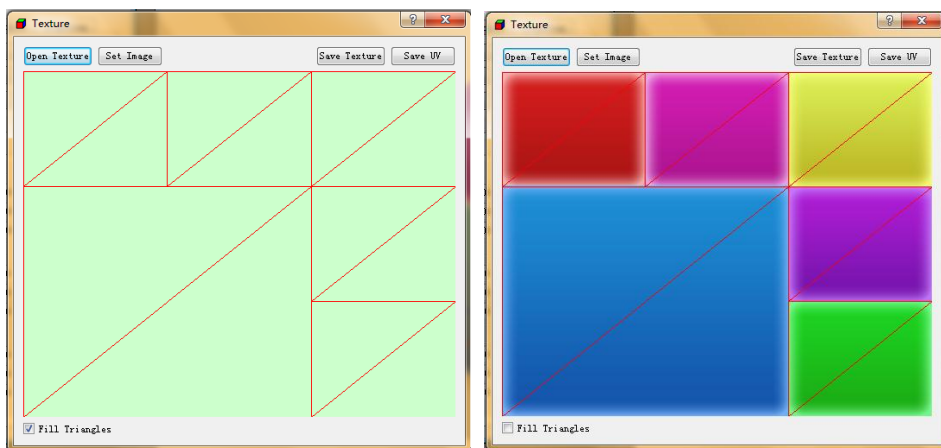 Texture
Open Texture Set Image Save Texture Save UV
Fill Triangles
Texture
Open Texture Set Image Save Texture Save UV
Fill Triangles